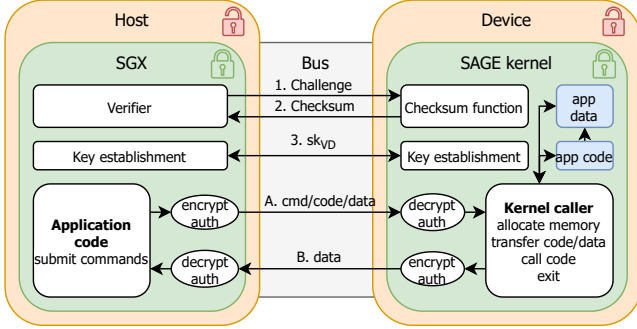 Host
Device
SGX
Bus
SAGE kernel
Verifier
1. Challenge
2. Checksum
Checksum function
app
data
Key establishment
3. skVD
Key establishment
app code
Application
code
submit commands
encrypt
auth
A. cmd/code/data
decrypt
auth
Kernel caller
allocate memory
transfer code/data
call code
exit
decrypt
auth
B. data
encrypt
auth